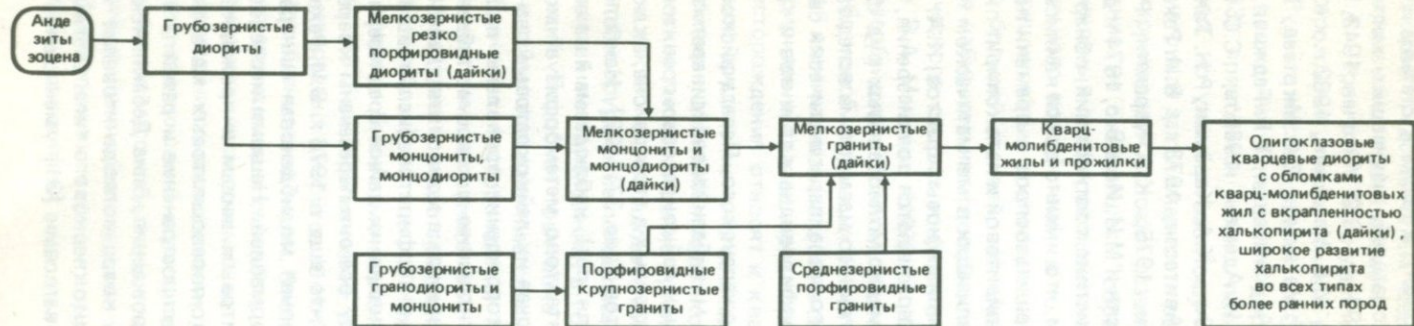 Анде
зиты
эоцена
Грубозернистые
диориты
Мелкозернистые
резко
порфировидные
диориты (дайки)
Грубозернистые
монцониты,
монцодиориты
Мелкозернистые
монцониты и
монцодиориты
(дайки)
Мелкозернистые
граниты
(дайки)
Кварц-
молибденитовые
жилы и прожилки
Олигоклазовые
кварцевые диориты
с обломками
кварц-молибденитовых
жил с вкрапленностью
халькопирита (дайки),
широкое развитие
халькопирита
во всех типах
более ранних пород
Грубозернистые
гранодиориты и
монцониты
Порфировидные
крупнозернистые
граниты
Среднезернистые
порфировидные
граниты